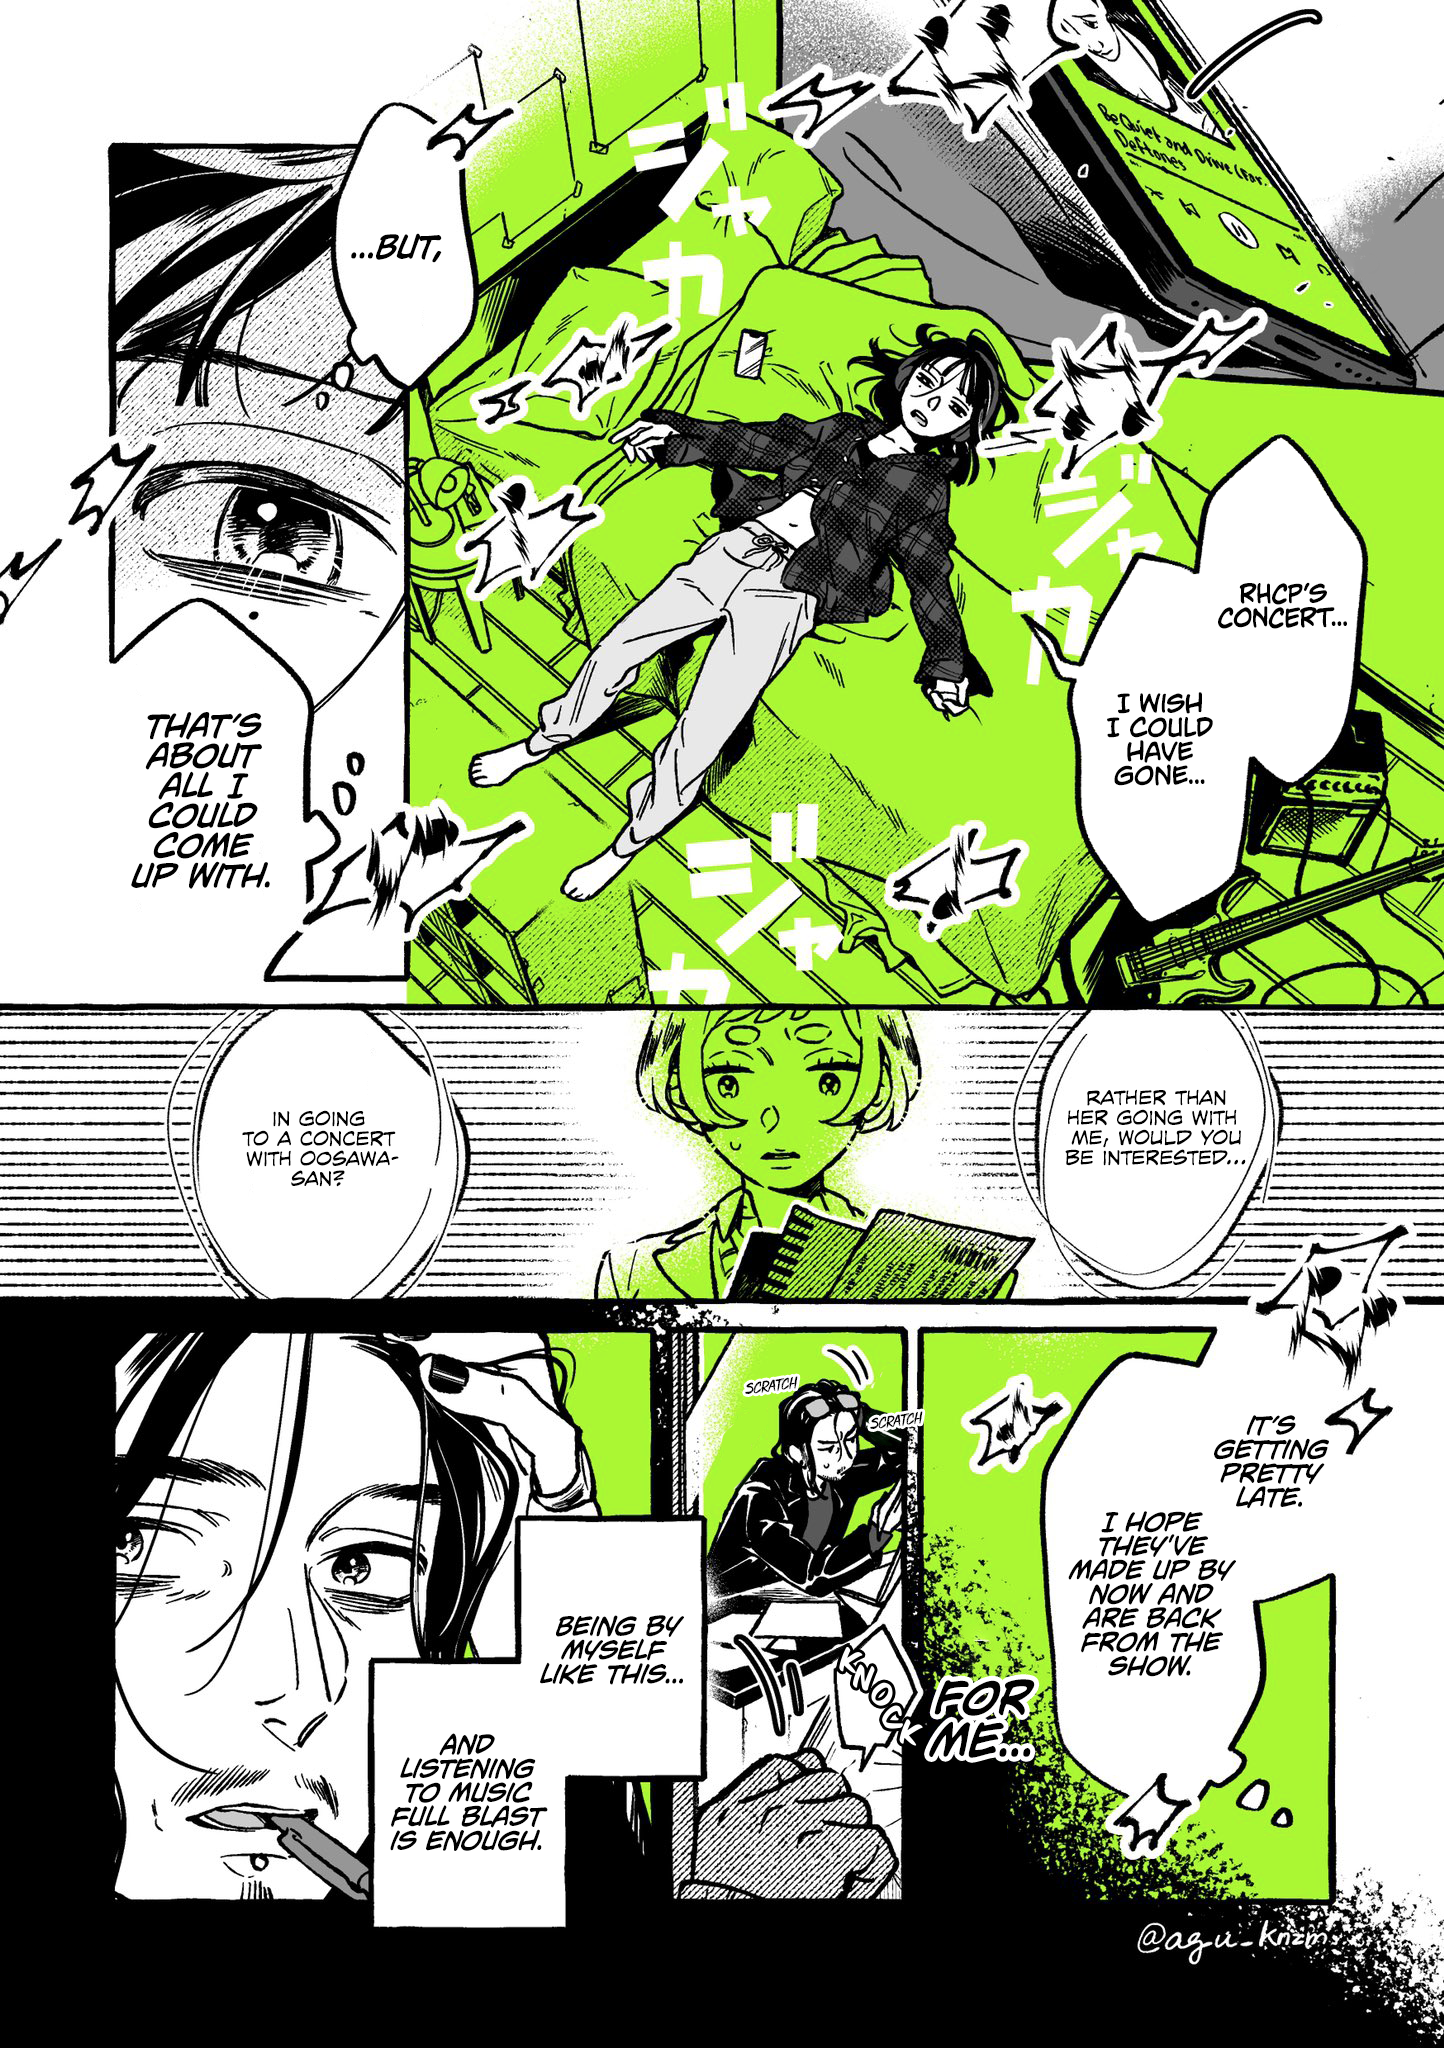 Be Quiet and Drive (Far.
Deftones
ジャカ
RHCP'S
CONCERT...
I WISH
I COULD
HAVE
GONE...
ジャカ
ジャカ
...BUT,
THAT'S
ABOUT
ALL I
COULD
COME
UP WITH.
RATHER THAN
HER GOING WITH
ME, WOULD YOU
BE INTERESTED...
IN GOING
TO A CONCERT
WITH OOSAWA-
SAN?
IT'S
GETTING
PRETTY
LATE.
I HOPE
THEY'VE
MADE UP BY
NOW AND
ARE BACK
FROM THE
SHOW.
FOR
ME...
SCRATCH
SCRATCH
KNOCK
BEING BY
MYSELF
LIKE THIS...
AND
LISTENING
TO MUSIC
FULL BLAST
IS ENOUGH.
@agu_knzm